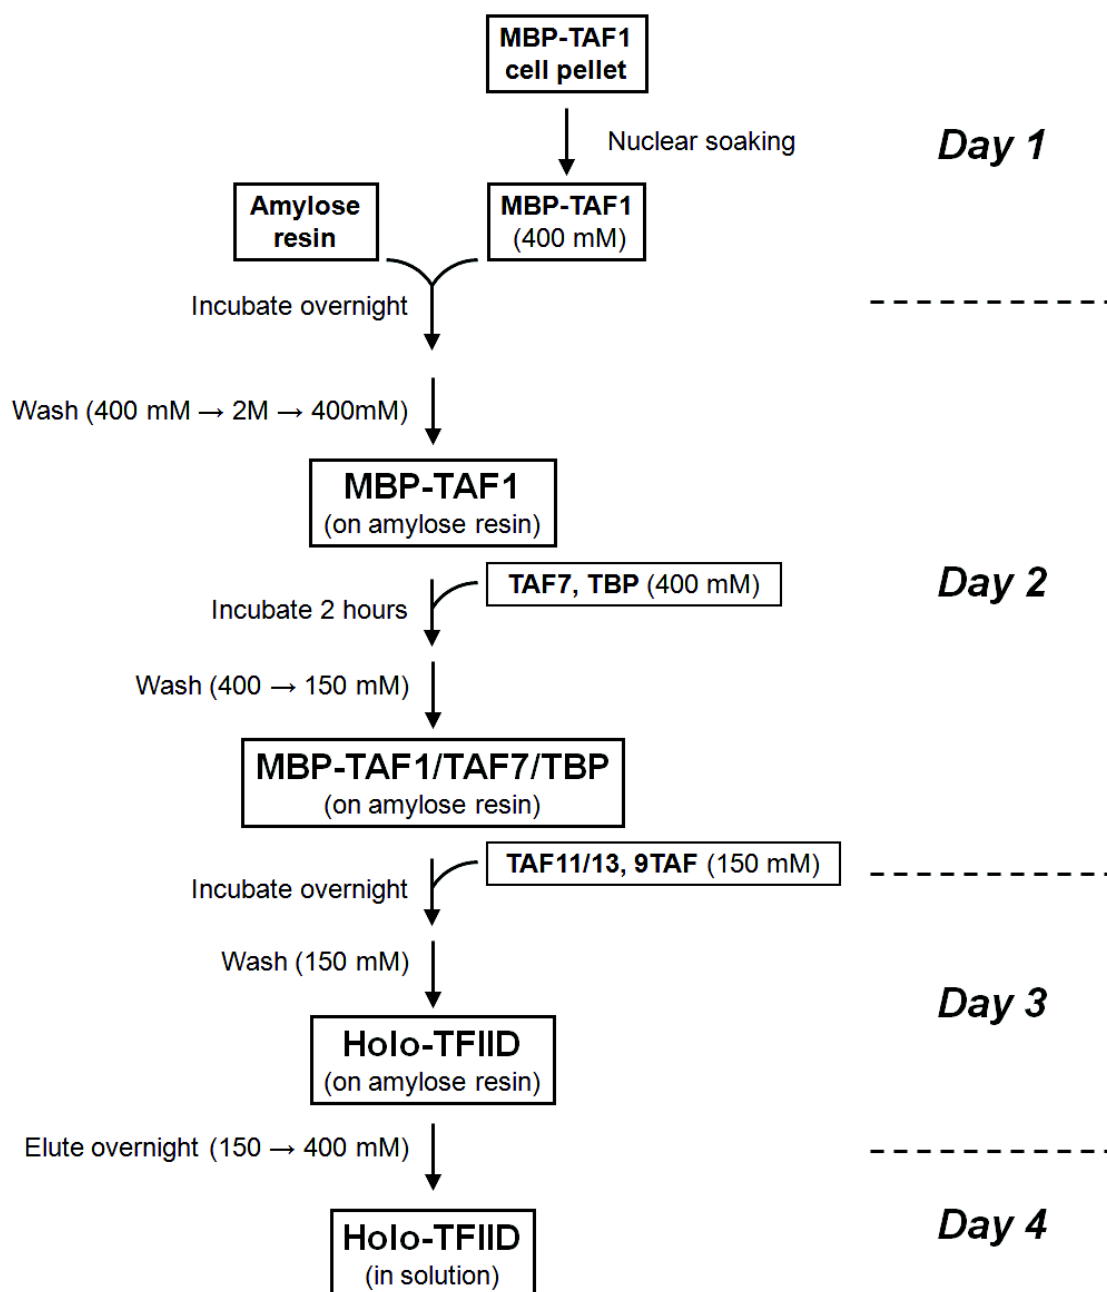 MBP-TAF1
cell pellet
Nuclear soaking
Day 1
Amylose
resin
MBP-TAF1
(400 mM)
Incubate overnight
Wash (400 mM → 2M → 400mM)
MBP-TAF1
(on amylose resin)
TAF7, TBP (400 mM)
Day 2
Incubate 2 hours
Wash (400 → 150 mM)
MBP-TAF1/TAF7/TBP
(on amylose resin)
TAF11/13, 9TAF (150 mM)
Incubate overnight
Wash (150 mM)
Day 3
Holo-TFIID
(on amylose resin)
Elute overnight (150 → 400 mM)
Day 4
Holo-TFIID
(in solution)